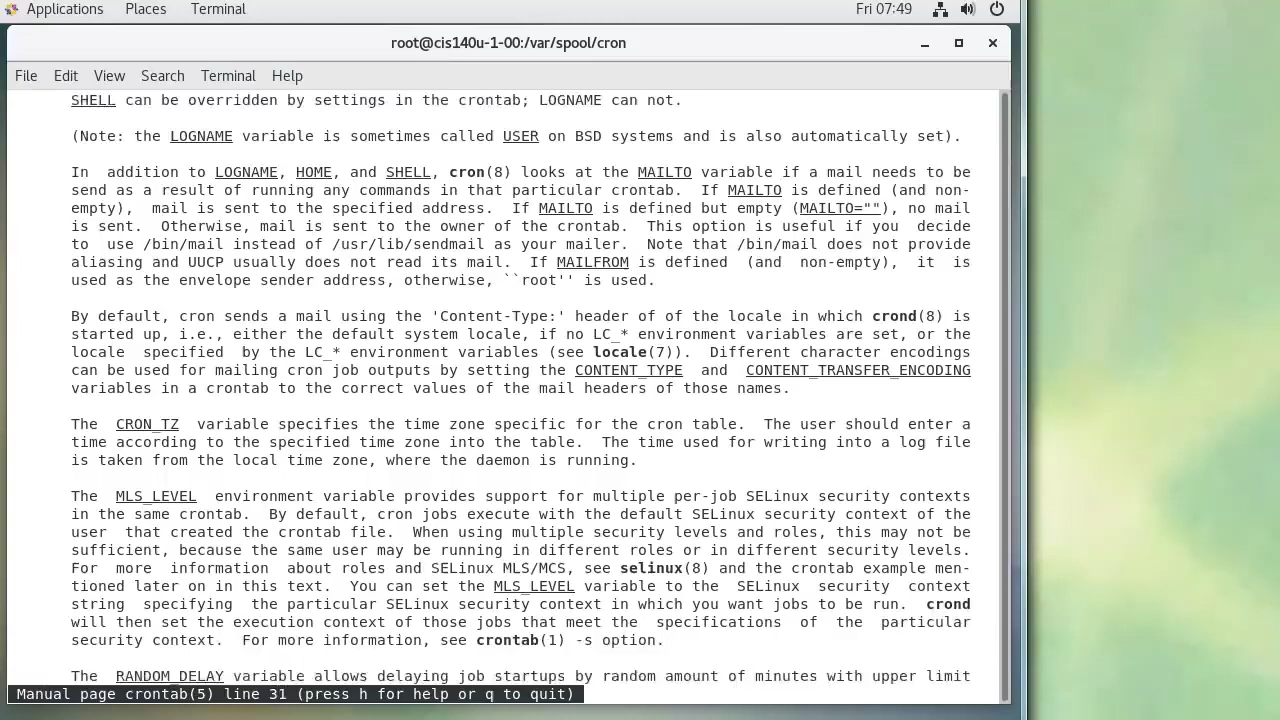 Applications Places Terminal Fri 07:49
root@cis140u-1-00:/var/spool/cron
File Edit View Search Terminal Help
SHELL can be overridden by settings in the crontab; LOGNAME can not.
(Note: the LOGNAME variable is sometimes called USER on BSD systems and is also automatically set).
In addition to LOGNAME, HOME, and SHELL, cron(8) looks at the MAILTO variable if a mail needs to be
send as a result of running any commands in that particular crontab. If MAILTO is defined (and non-
empty), mail is sent to the specified address. If MAILTO is defined but empty (MAILTO=""), no mail
is sent. Otherwise, mail is sent to the owner of the crontab. This option is useful if you decide
to use /bin/mail instead of /usr/lib/sendmail as your mailer. Note that /bin/mail does not provide
aliasing and UUCP usually does not read its mail. If MAILFROM is defined (and non-empty), it is
used as the envelope sender address, otherwise, ``root'' is used.
By default, cron sends a mail using the 'Content-Type:' header of of the locale in which crond(8) is
started up, i.e., either the default system locale, if no LC_* environment variables are set, or the
locale specified by the LC_* environment variables (see locale(7)). Different character encodings
can be used for mailing cron job outputs by setting the CONTENT_TYPE and CONTENT_TRANSFER_ENCODING
variables in a crontab to the correct values of the mail headers of those names.
The CRON_TZ variable specifies the time zone specific for the cron table. The user should enter a
time according to the specified time zone into the table. The time used for writing into a log file
is taken from the local time zone, where the daemon is running.
The MLS_LEVEL environment variable provides support for multiple per-job SELinux security contexts
in the same crontab. By default, cron jobs execute with the default SELinux security context of the
user that created the crontab file. When using multiple security levels and roles, this may not be
sufficient, because the same user may be running in different roles or in different security levels.
For more information about roles and SELinux MLS/MCS, see selinux(8) and the crontab example men-
tioned later on in this text. You can set the MLS_LEVEL variable to the SELinux security context
string specifying the particular SELinux security context in which you want jobs to be run. crond
will then set the execution context of those jobs that meet the specifications of the particular
security context. For more information, see crontab(1) -s option.
The RANDOM_DELAY variable allows delaying job startups by random amount of minutes with upper limit
Manual page crontab(5) line 31 (press h for help or q to quit)